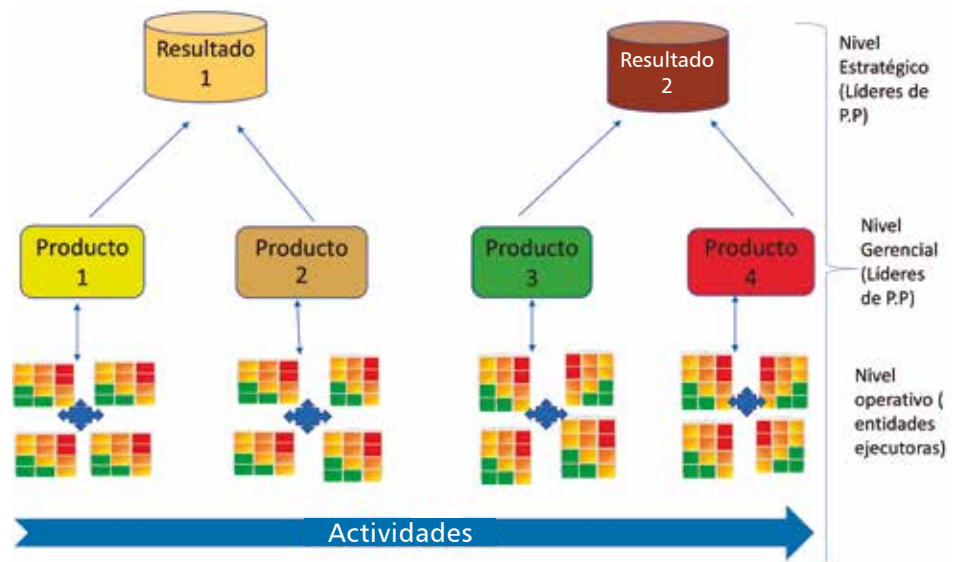 Resultado
1
Resultado
2
Nivel
Estratégico
(Líderes de
P.P)
Producto
1
Producto
2
Producto
3
Producto
4
Nivel
Gerencial
(Líderes
de P.P)
Nivel
operativo (
entidades
ejecutoras)
Actividades